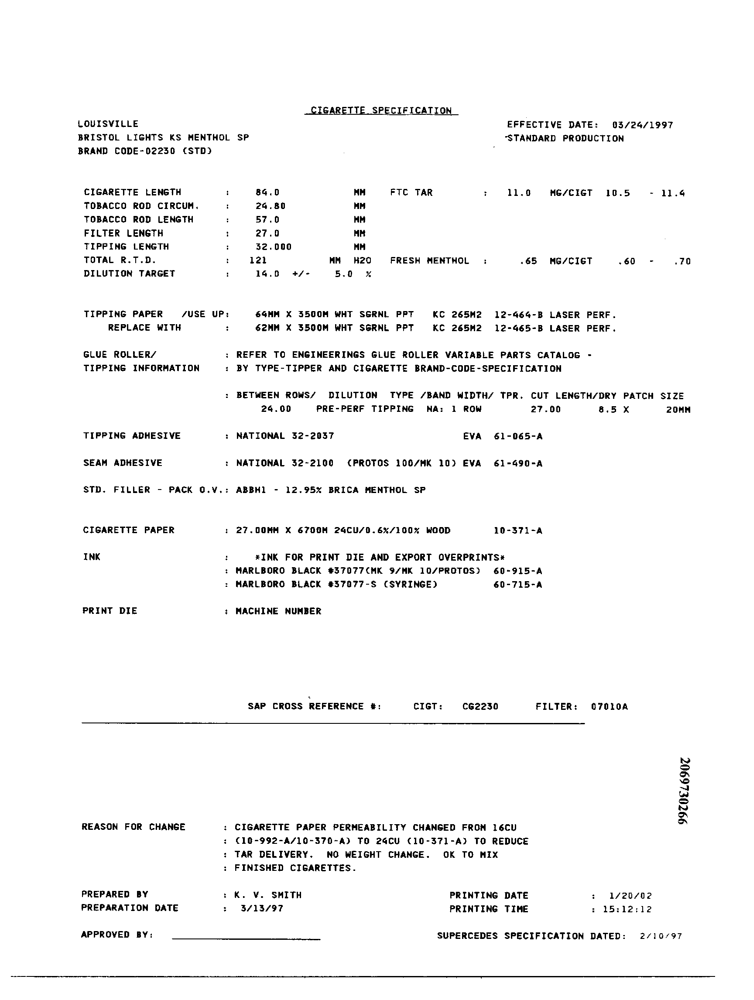 CIGARETTE SPECIFICATION
LOUISVILLE EFFECTIVE DATE: 03/24/1997
BRISTOL LIGHTS KS MENTHOL SP STANDARD PRODUCTION
BRAND CODE-02230 (STD)
CIGARETTE LENGTH : 84.0 MM FTC TAR : 11.0 MG/CIGT 10.5 - 11.4
TOBACCO ROD CIRCUM. : 24.80 MM
TOBACCO ROD LENGTH : 57.0 MM
FILTER LENGTH : 27.0 MM
TIPPING LENGTH : 32.000 MM
TOTAL R.T.D. : 121 MM H2O FRESH MENTHOL : .65 MG/CIGT .60 - .70
DILUTION TARGET : 14.0 +/- 5.0 %
TIPPING PAPER /USE UP: 64MM X 3500M WHT SGRNL PPT KC 265M2 12-464-B LASER PERF.
REPLACE WITH : 62MM X 3500M WHT SGRNL PPT KC 265M2 12-465-B LASER PERF.
GLUE ROLLER/ : REFER TO ENGINEERINGS GLUE ROLLER VARIABLE PARTS CATALOG -
TIPPING INFORMATION : BY TYPE-TIPPER AND CIGARETTE BRAND-CODE-SPECIFICATION
: BETWEEN ROWS/ DILUTION TYPE /BAND WIDTH/ TPR. CUT LENGTH/DRY PATCH SIZE
24.00 PRE-PERF TIPPING NA: 1 ROW 27.00 8.5 X 20MM
TIPPING ADHESIVE : NATIONAL 32-2037 EVA 61-065-A
SEAM ADHESIVE : NATIONAL 32-2100 (PROTOS 100/MK 10) EVA 61-490-A
STD. FILLER - PACK O.V.: ABBH1 - 12.95% BRICA MENTHOL SP
CIGARETTE PAPER : 27.00MM X 6700M 24CU/0.6%/100% WOOD 10-371-A
INK : *INK FOR PRINT DIE AND EXPORT OVERPRINTS*
: MARLBORO BLACK #37077(MK 9/MK 10/PROTOS) 60-915-A
: MARLBORO BLACK #37077-S (SYRINGE) 60-715-A
PRINT DIE : MACHINE NUMBER
SAP CROSS REFERENCE #: CIGT: CG2230 FILTER: 07010A
2069730266
REASON FOR CHANGE : CIGARETTE PAPER PERMEABILITY CHANGED FROM 16CU
: (10-992-A/10-370-A) TO 24CU (10-371-A) TO REDUCE
: TAR DELIVERY. NO WEIGHT CHANGE. OK TO MIX
: FINISHED CIGARETTES.
PREPARED BY : K. V. SMITH PRINTING DATE : 1/20/02
PREPARATION DATE : 3/13/97 PRINTING TIME : 15:12:12
APPROVED BY: SUPERCEDES SPECIFICATION DATED: 2/10/97